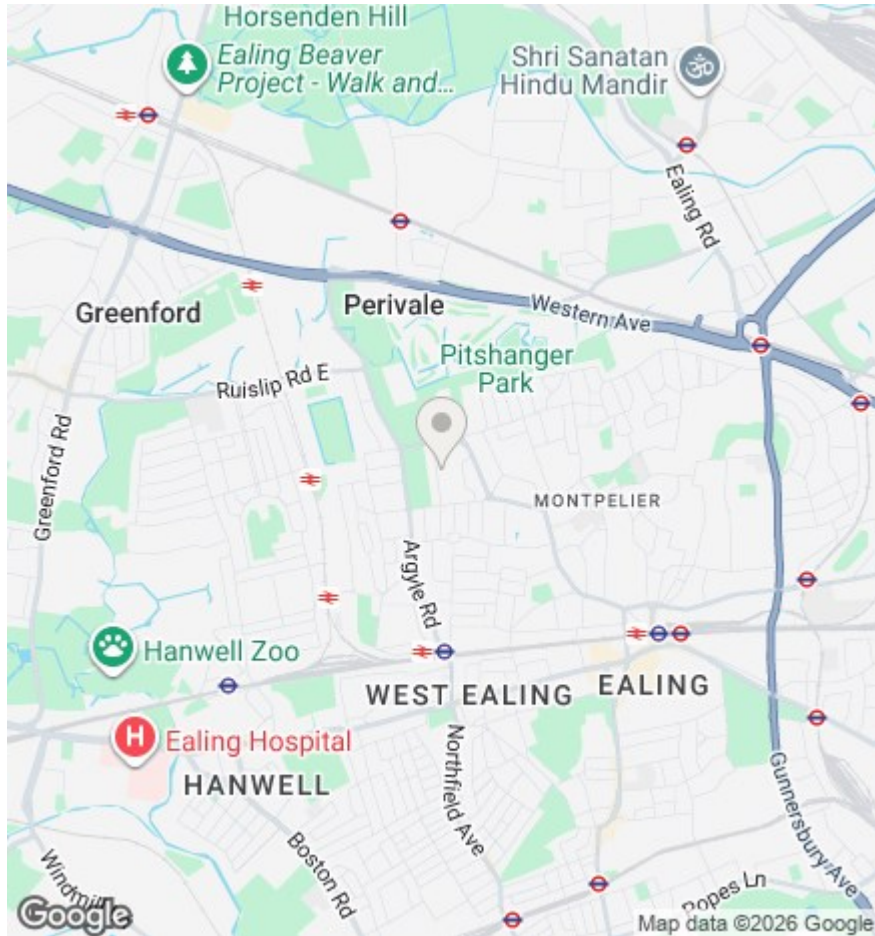 Horsenden Hill
Ealing Beaver
Project - Walk and...
Shri Sanatan
Hindu Mandir
Ealing Rd
Greenford
Perivale
Western Ave
Pitshanger
Park
Ruislip Rd E
Greenford Rd
MONTPELIER
Argyle Rd
Hanwell Zoo
WEST EALING
EALING
H
Ealing Hospital
HANWELL
Northfield Ave
Gunnersbury Ave
Boston Rd
Popes Ln
Google
Map data ©2026 Google